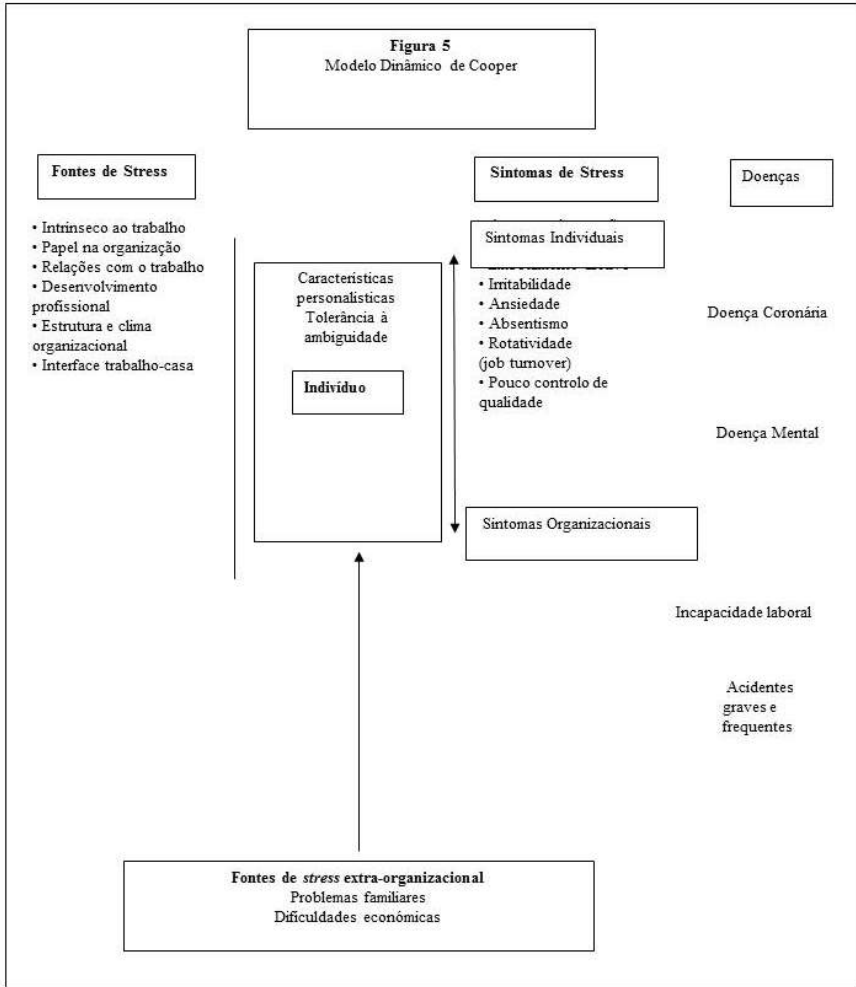 Figura 5
Modelo Dinâmico de Cooper
Fontes de Stress
• Intrinseco ao trabalho
• Papel na organização
• Relações com o trabalho
• Desenvolvimento
profissional
• Estrutura e clima
organizacional
• Interface trabalho-casa
Características
personalisticas
Tolerância à
ambiguidade
Indivíduo
Sintomas de Stress
Sintomas Individuais
• Irritabilidade
• Ansiedade
• Absentismo
• Rotatividade
(job turnover)
• Pouco controlo de
qualidade
Sintomas Organizacionais
Doenças
Doença Coronária
Doença Mental
Incapacidade laboral
Acidentes
graves e
frequentes
Fontes de stress extra-organizacional
Problemas familiares
Dificuldades económicas